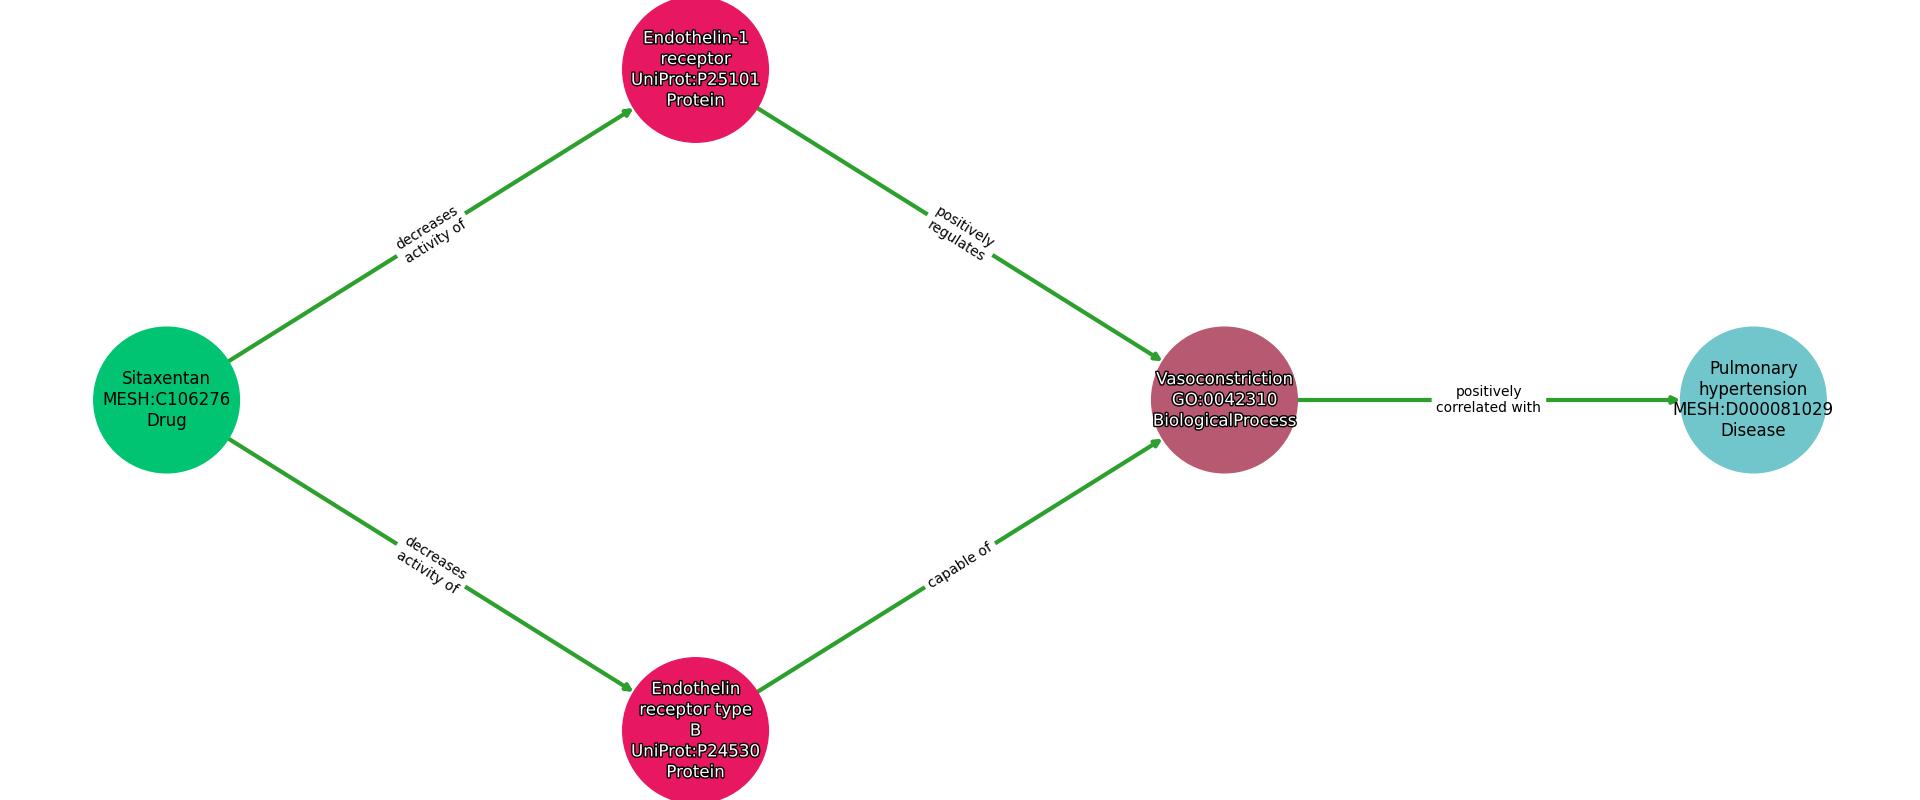 Endothelin-1
receptor
UniProt:P25101
Protein
decreases
activity of
positively
regulates
Sitaxentan
MESH:C106276
Drug
Vasoconstriction
GO:0042310
BiologicalProcess
positively
correlated with
Pulmonary
hypertension
MESH:D000081029
Disease
decreases
activity of
capable of
Endothelin
receptor type
B
UniProt:P24530
Protein